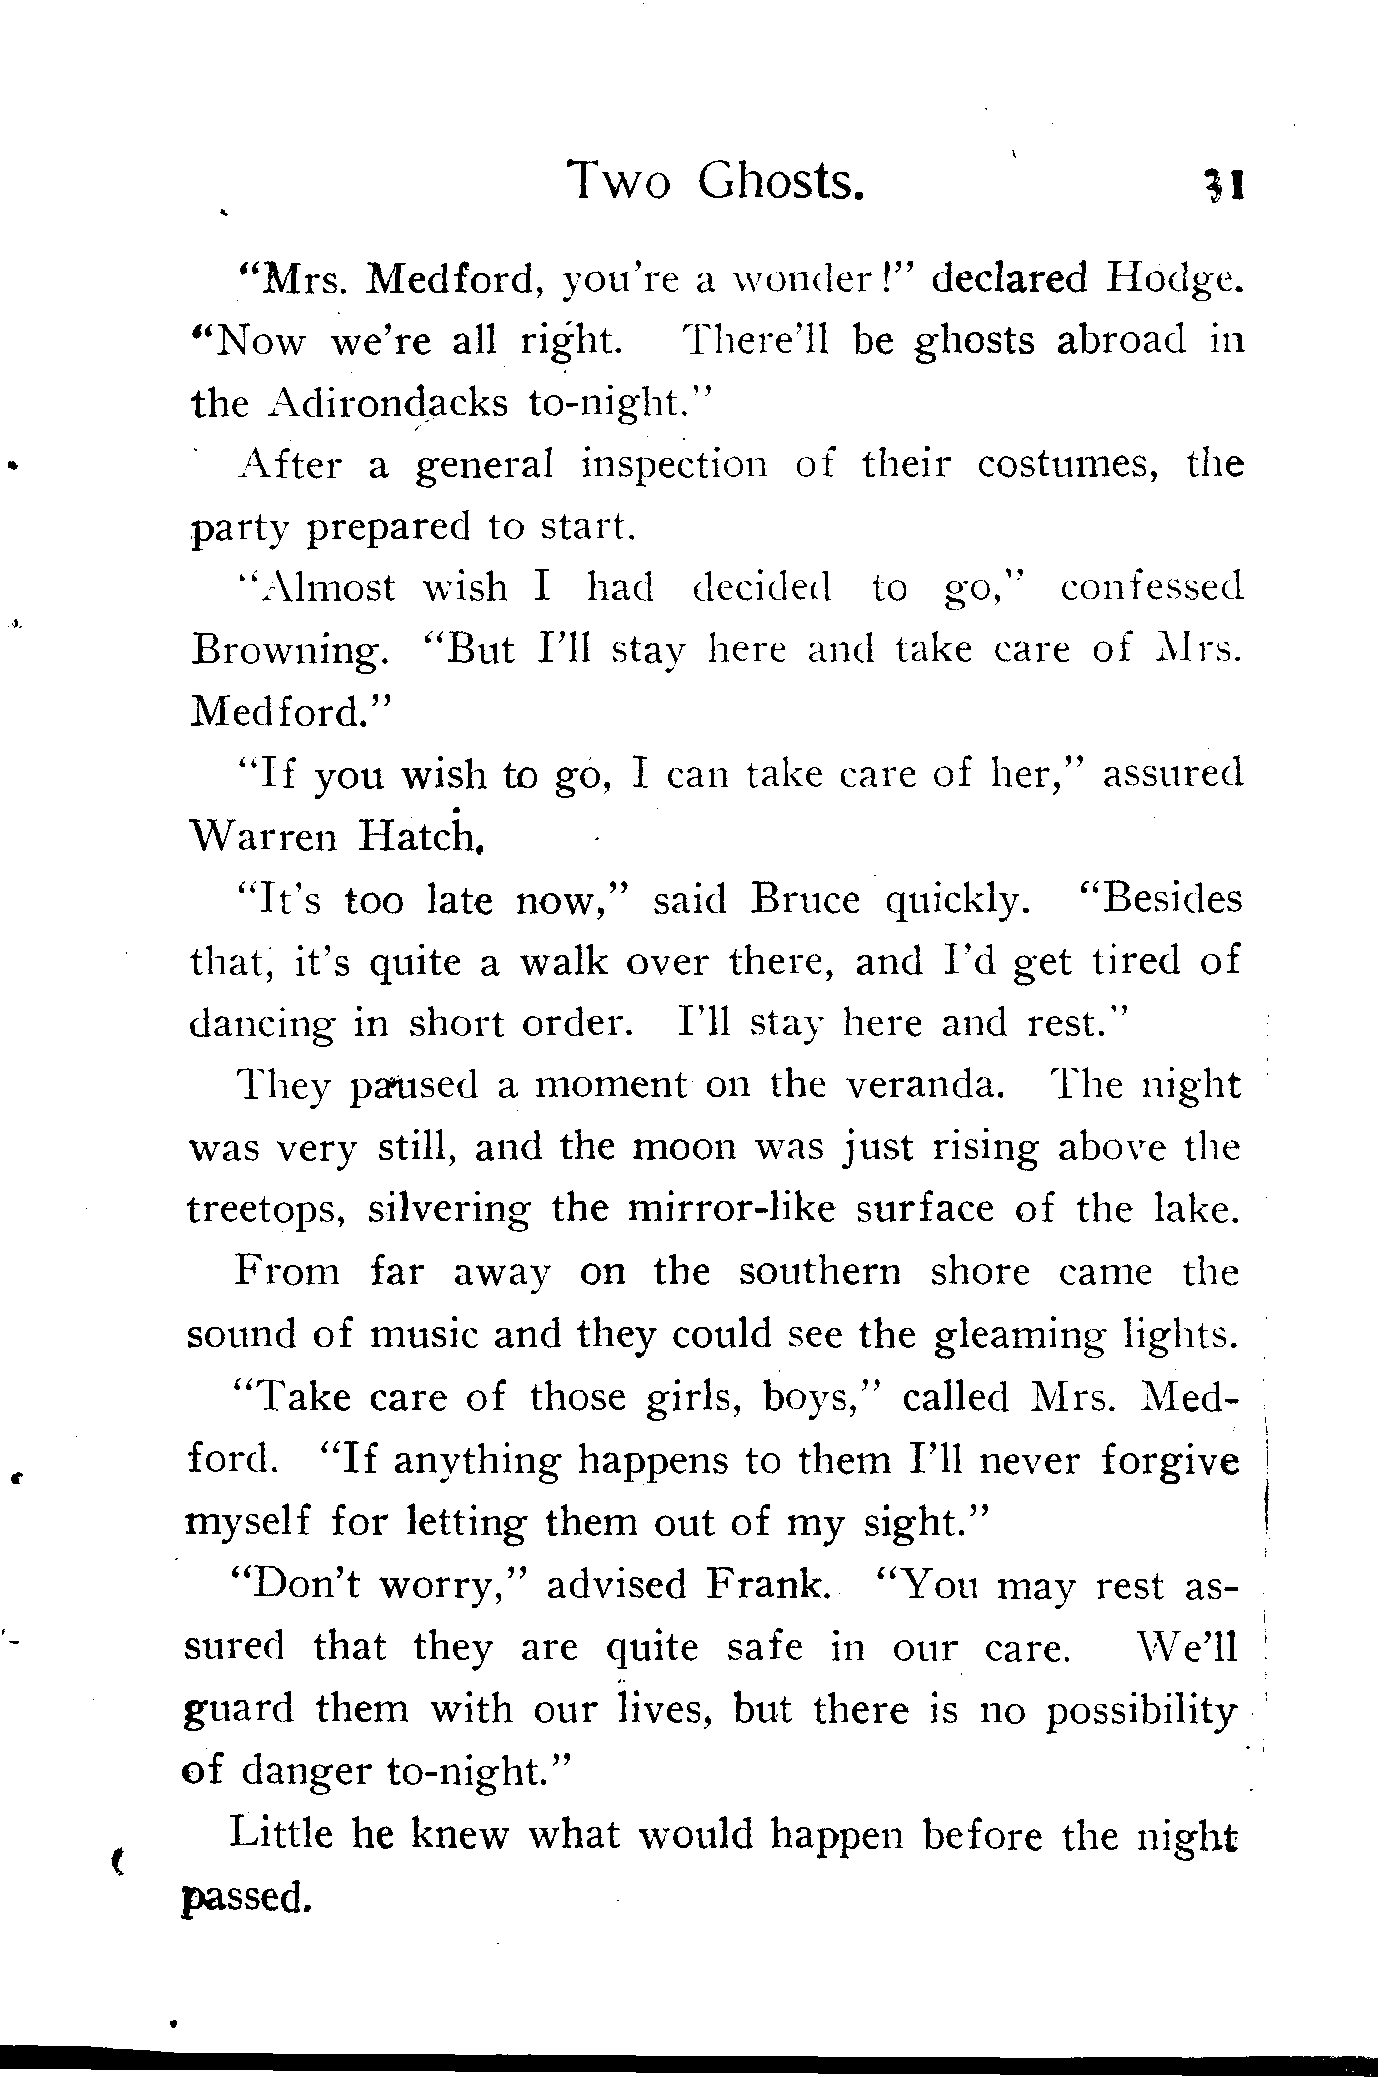 Two Ghosts. 31
“Mrs. Medford, you're a wonder!” declared Hodge.
“Now we're all right. There'll be ghosts abroad in
the Adirondacks to-night.”
After a general inspection of their costumes, the
party prepared to start.
“Almost wish I had decided to go,” confessed
Browning. “But I'll stay here and take care of Mrs.
Medford.”
“If you wish to go, I can take care of her,” assured
Warren Hatch.
“It's too late now,” said Bruce quickly. “Besides
that, it's quite a walk over there, and I'd get tired of
dancing in short order. I'll stay here and rest.”
They paused a moment on the veranda. The night
was very still, and the moon was just rising above the
treetops, silvering the mirror-like surface of the lake.
From far away on the southern shore came the
sound of music and they could see the gleaming lights.
“Take care of those girls, boys,” called Mrs. Med-
ford. “If anything happens to them I'll never forgive
myself for letting them out of my sight.”
“Don't worry,” advised Frank. “You may rest as-
sured that they are quite safe in our care. We'll
guard them with our lives, but there is no possibility
of danger to-night.”
Little he knew what would happen before the night
passed.